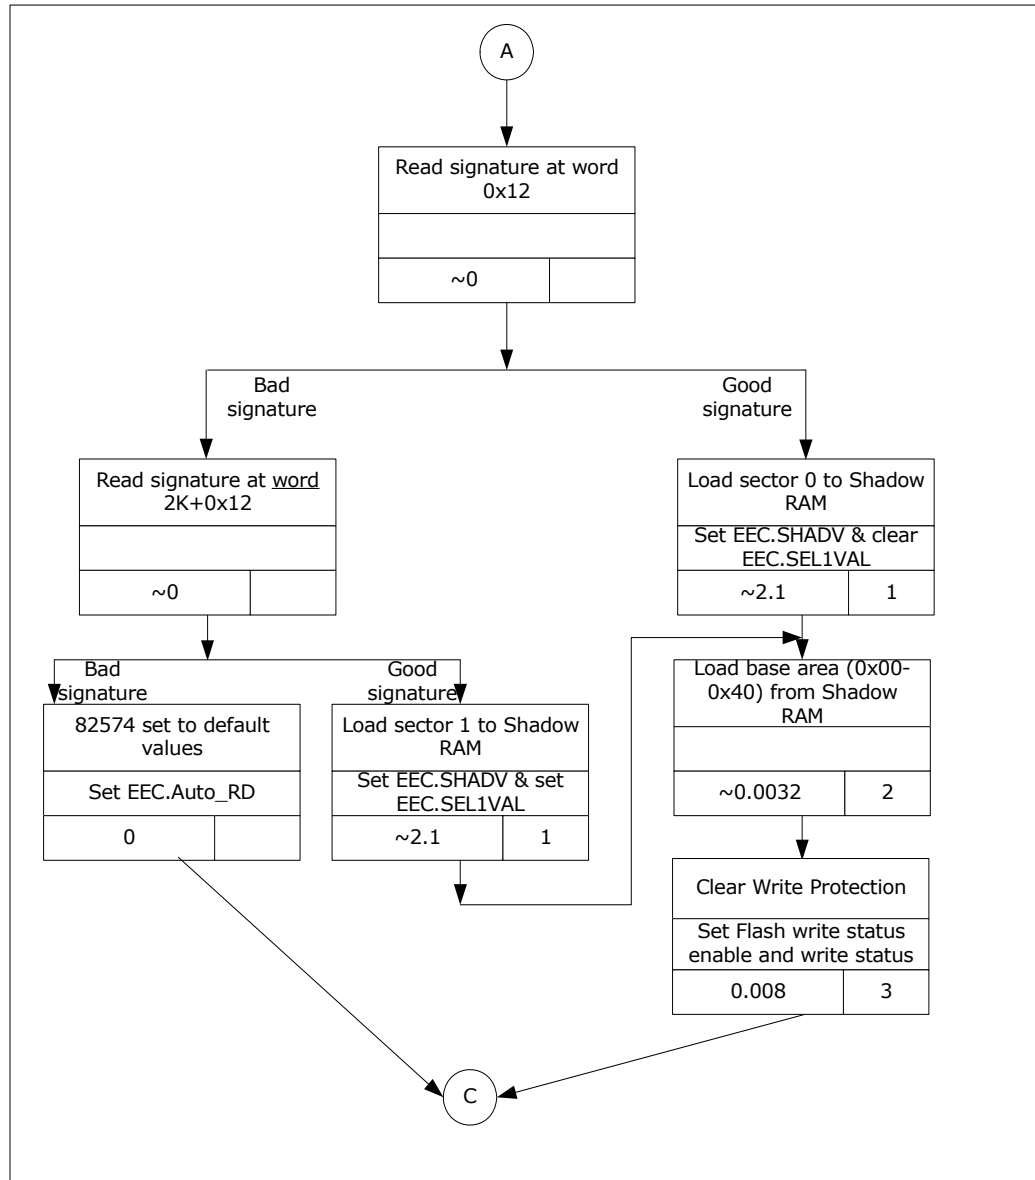 A
Read signature at word
0x12
~0
Bad
signature
Good
signature
Read signature at word
2K+0x12
~0
Load sector 0 to Shadow
RAM
Set EEC.SHADV & clear
EEC.SEL1VAL
~2.1 1
Bad
signature
Good
signature
82574 set to default
values
Set EEC.Auto_RD
0
Load sector 1 to Shadow
RAM
Set EEC.SHADV & set
EEC.SEL1VAL
~2.1 1
Load base area (0x00-
0x40) from Shadow
RAM
~0.0032 2
Clear Write Protection
Set Flash write status
enable and write status
0.008 3
C